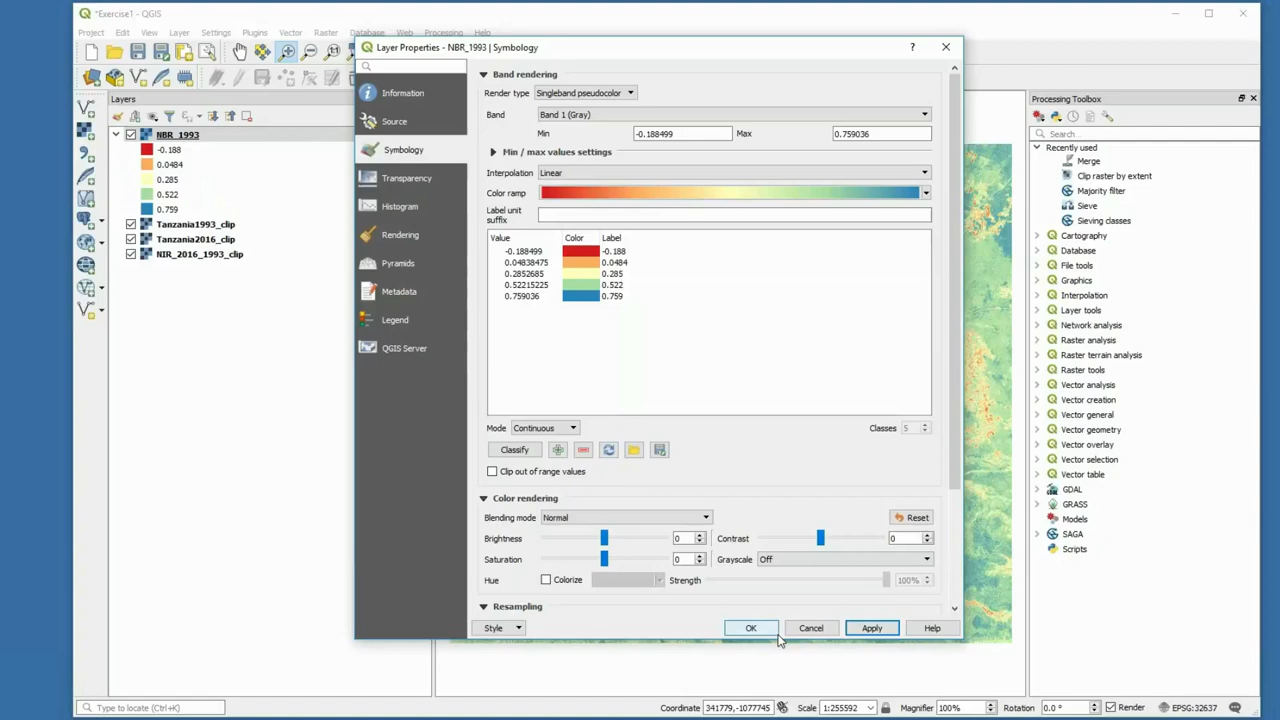 *Exercise1 - QGIS
Project Edit View Layer Settings Plugins Vector Raster Database Web Processing
Layers
NBR_1993
-0.188
0.0484
0.285
0.522
0.759
Tanzania1993_clip
Tanzania2016_clip
NIR_2016_1993_clip
Layer Properties - NBR_1993 | Symbology
Information
Source
Symbology
Transparency
Histogram
Rendering
Pyramids
Metadata
Legend
QGIS Server
Band rendering
Render type Singleband pseudocolor
Band Band 1 (Gray)
Min -0.188499 Max 0.759036
Min / max values settings
Interpolation Linear
Color ramp
Label unit
suffix
Value Color Label
-0.188499 -0.188
0.04838475 0.0484
0.2852685 0.285
0.52215225 0.522
0.759036 0.759
Mode Continuous Classes 5
Classify
Clip out of range values
Color rendering
Blending mode Normal Reset
Brightness 0 Contrast 0
Saturation 0 Grayscale Off
Hue Colorize Strength 100%
Resampling
Style OK Cancel Apply Help
Processing Toolbox
Search...
Recently used
Merge
Clip raster by extent
Majority filter
Sieve
Sieving classes
Cartography
Database
File tools
Graphics
Interpolation
Layer tools
Network analysis
Raster analysis
Raster terrain analysis
Raster tools
Vector analysis
Vector creation
Vector general
Vector geometry
Vector overlay
Vector selection
Vector table
GDAL
GRASS
Models
SAGA
Scripts
Type to locate (Ctrl+K) Coordinate 341779,-1077745 Scale 1:255592 Magnifier 100% Rotation 0.0 ° Render EPSG:32637